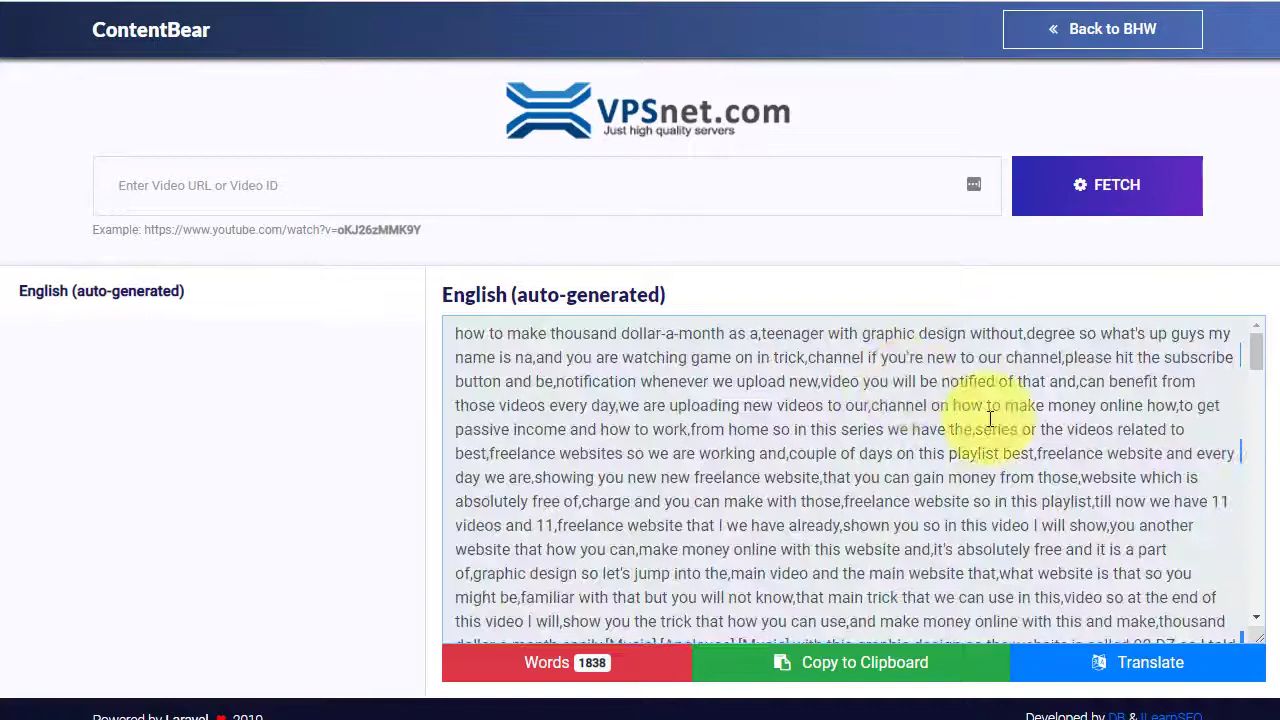 ContentBear
« Back to BHW
VPSnet.com
Just high quality servers
Enter Video URL or Video ID
FETCH
Example: https://www.youtube.com/watch?v=oKJ26zMMK9Y
English (auto-generated)
English (auto-generated)
how to make thousand dollar-a-month as a,teenager with graphic design without,degree so what's up guys my
name is na,and you are watching game on in trick,channel if you're new to our channel,please hit the subscribe
button and be,notification whenever we upload new,video you will be notified of that and,can benefit from
those videos every day,we are uploading new videos to our,channel on how to make money online how,to get
passive income and how to work,from home so in this series we have the,series or the videos related to
best,freelance websites so we are working and,couple of days on this playlist best,freelance website and every
day we are,showing you new new freelance website,that you can gain money from those,website which is
absolutely free of,charge and you can make with those,freelance website so in this playlist,till now we have 11
videos and 11,freelance website that I we have already,shown you so in this video I will show,you another
website that how you can,make money online with this website and,it's absolutely free and it is a part
of,graphic design so let's jump into the,main video and the main website that,what website is that so you
might be,familiar with that but you will not know,that main trick that we can use in this,video so at the end of
this video I will,show you the trick that how you can use,and make money online with this and make,thousand
Words 1838
Copy to Clipboard
Translate
Powered by Laravel 2019
Developed by DB & ILearnSEO